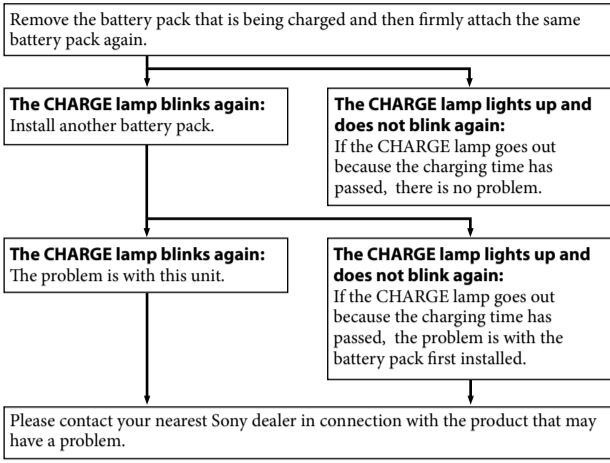 Remove the battery pack that is being charged and then firmly attach the same
battery pack again.
The CHARGE lamp blinks again:
Install another battery pack.
The CHARGE lamp lights up and
does not blink again:
If the CHARGE lamp goes out
because the charging time has
passed, there is no problem.
The CHARGE lamp blinks again:
The problem is with this unit.
The CHARGE lamp lights up and
does not blink again:
If the CHARGE lamp goes out
because the charging time has
passed, the problem is with the
battery pack first installed.
Please contact your nearest Sony dealer in connection with the product that may
have a problem.